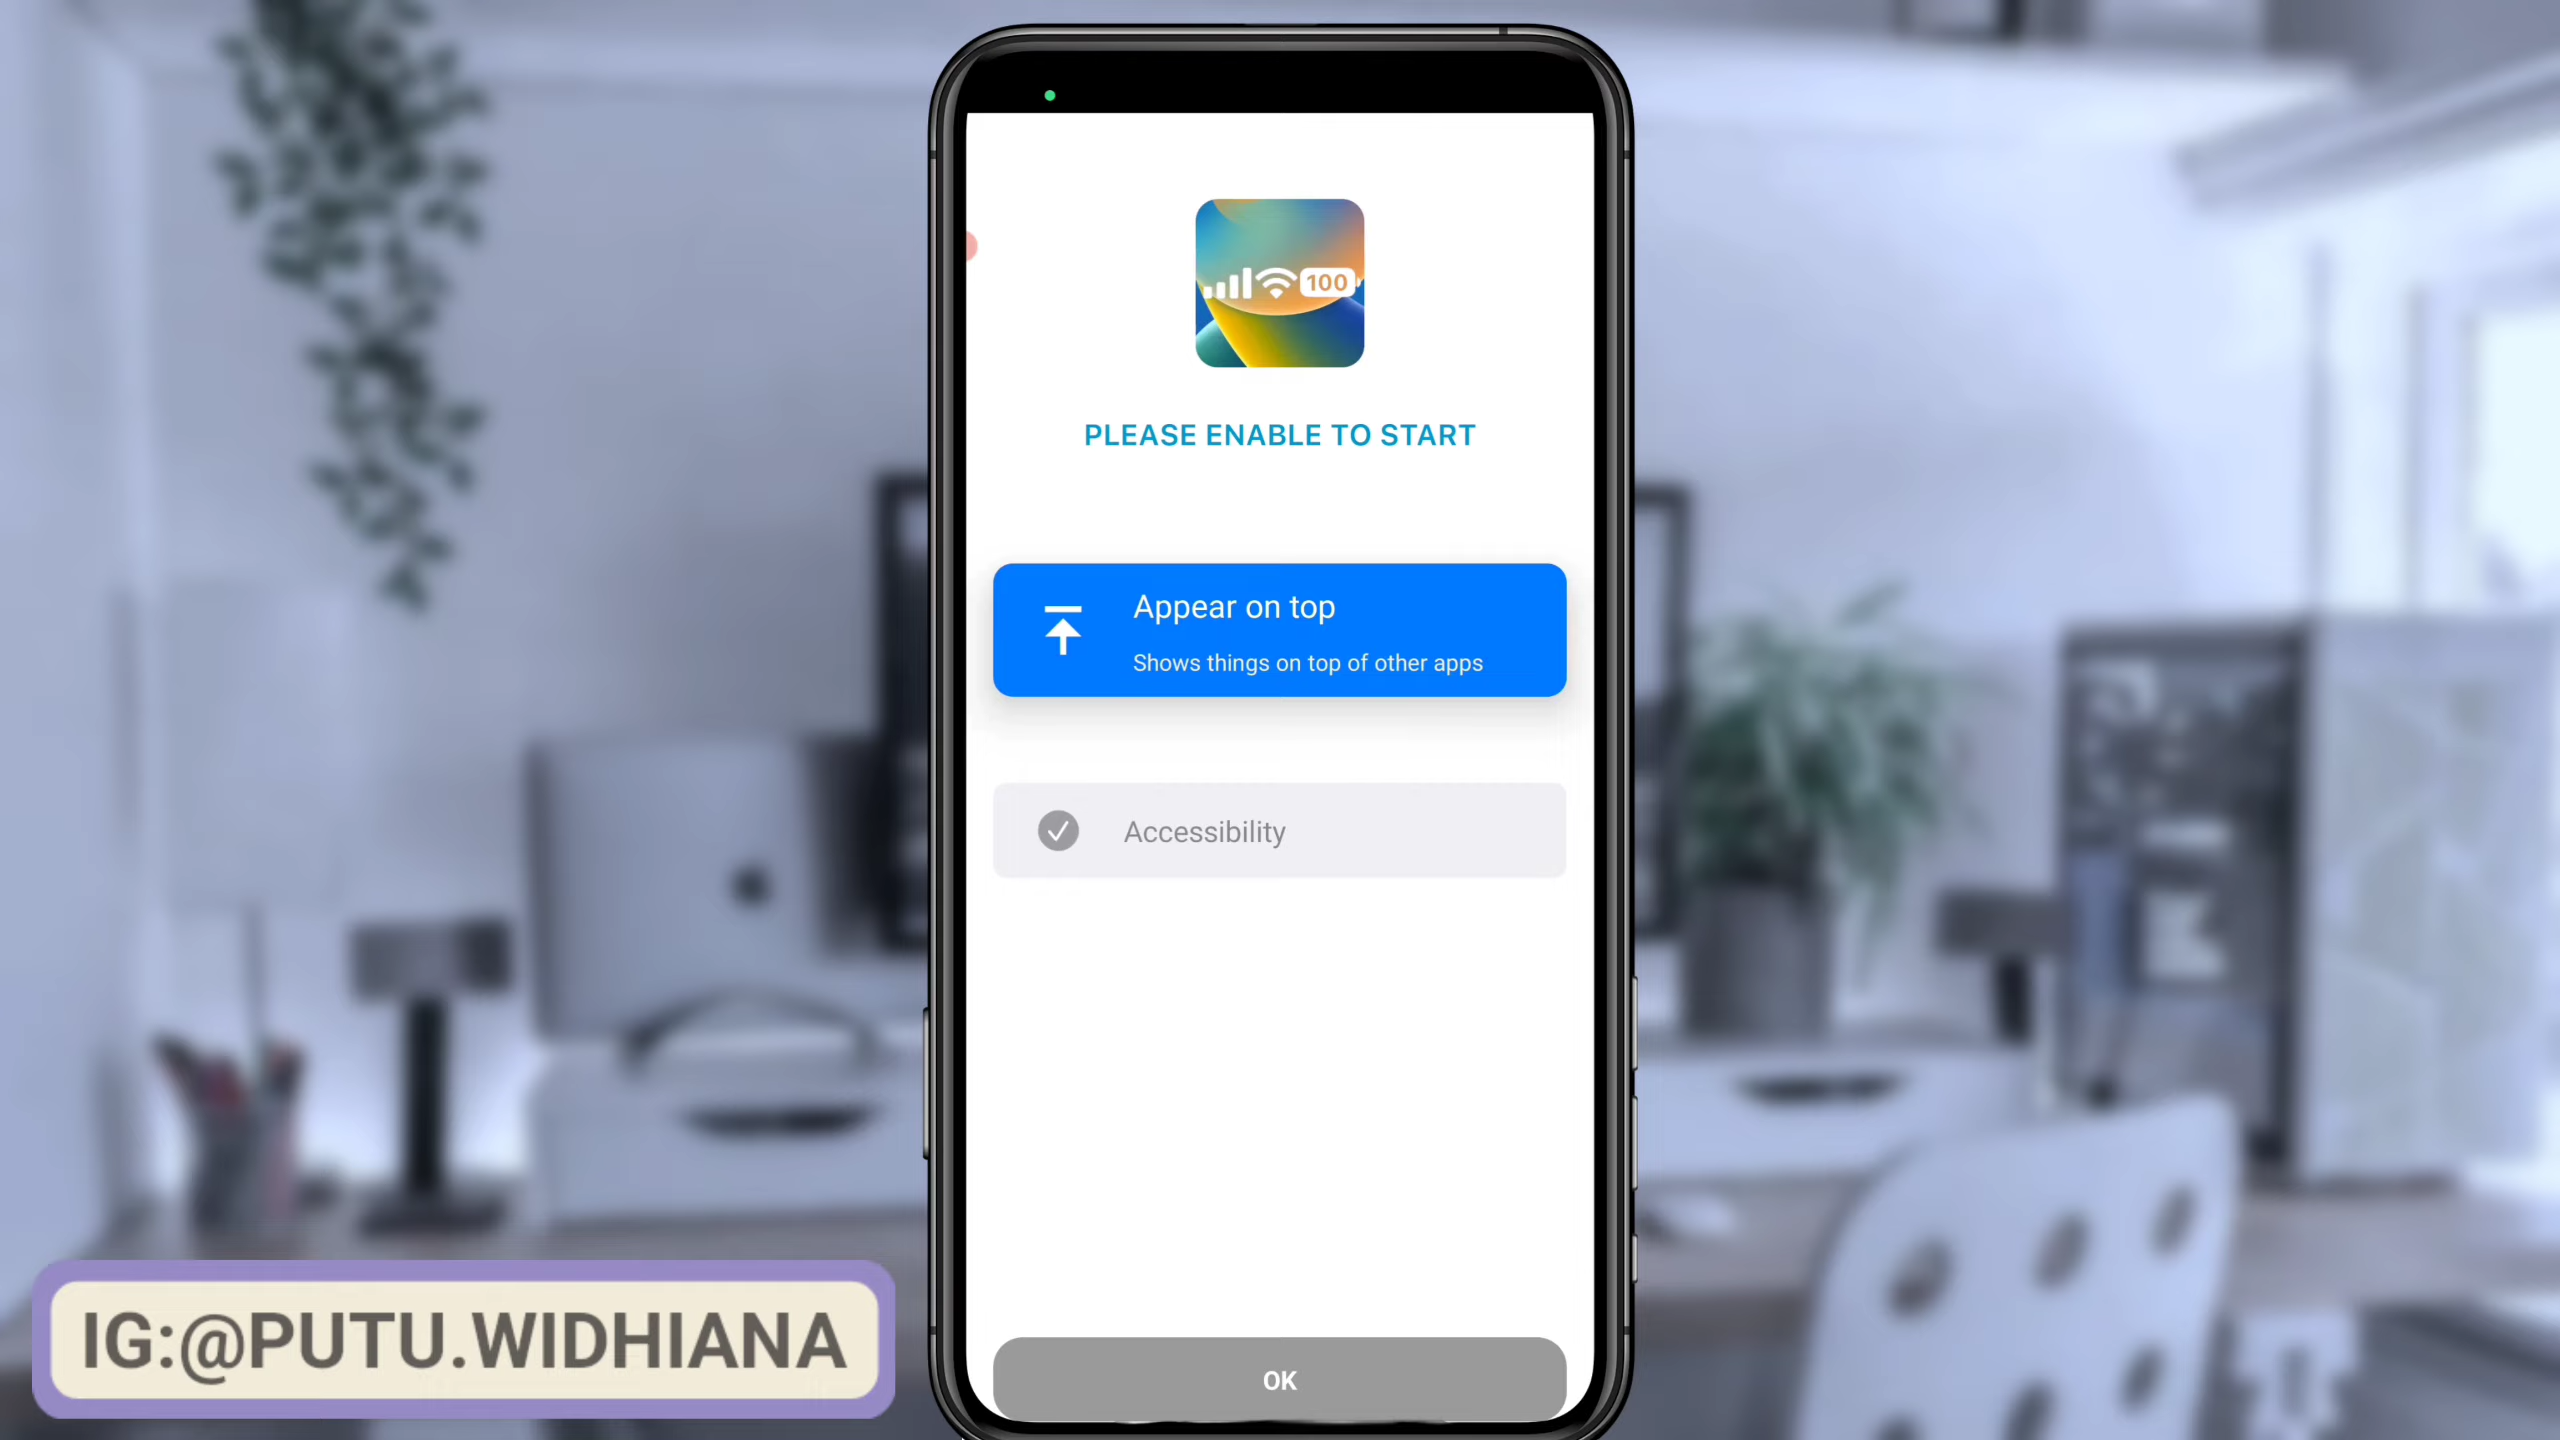 100
PLEASE ENABLE TO START
Appear on top
Shows things on top of other apps
Accessibility
OK
IG:@PUTU.WIDHIANA